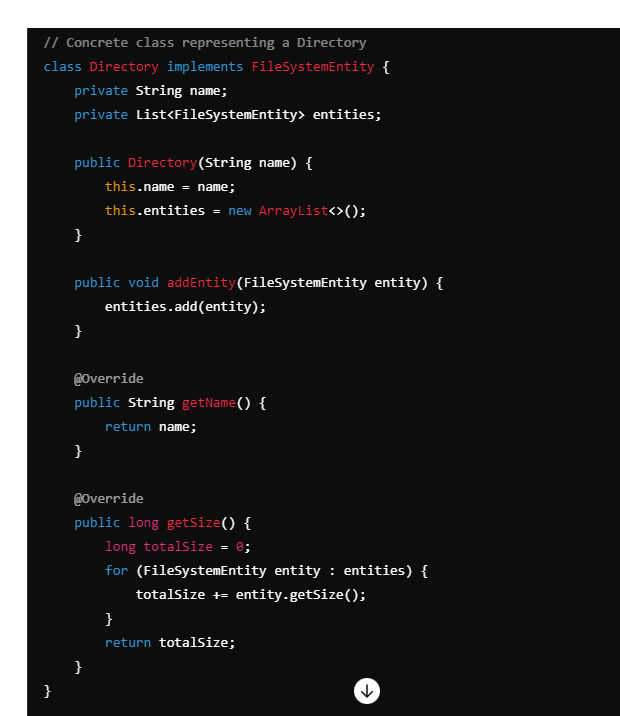 // Concrete class representing a Directory
class Directory implements FileSystemEntity {
    private String name;
    private List<FileSystemEntity> entities;

    public Directory(String name) {
        this.name = name;
        this.entities = new ArrayList<>();
    }

    public void addEntity(FileSystemEntity entity) {
        entities.add(entity);
    }

    @Override
    public String getName() {
        return name;
    }

    @Override
    public long getSize() {
        long totalSize = 0;
        for (FileSystemEntity entity : entities) {
            totalSize += entity.getSize();
        }
        return totalSize;
    }
}